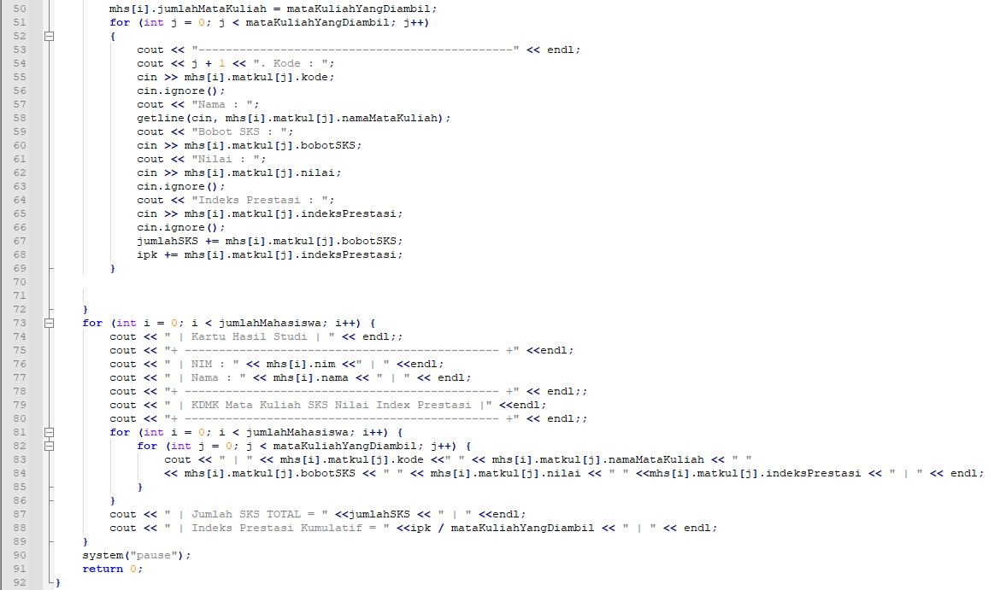 50 mhs[i].jumlahMataKuliah = mataKuliahYangDiambil;
51 for (int j = 0; j < mataKuliahYangDiambil; j++)
52 {
53 cout << "----------------------------------------------" << endl;
54 cout << j + 1 << ". Kode : ";
55 cin >> mhs[i].matkul[j].kode;
56 cin.ignore();
57 cout << "Nama : ";
58 getline(cin, mhs[i].matkul[j].namaMataKuliah);
59 cout << "Bobot SKS : ";
60 cin >> mhs[i].matkul[j].bobotSKS;
61 cout << "Nilai : ";
62 cin >> mhs[i].matkul[j].nilai;
63 cin.ignore();
64 cout << "Indeks Prestasi : ";
65 cin >> mhs[i].matkul[j].indeksPrestasi;
66 cin.ignore();
67 jumlahSKS += mhs[i].matkul[j].bobotSKS;
68 ipk += mhs[i].matkul[j].indeksPrestasi;
69 }
70
71
72 }
73 for (int i = 0; i < jumlahMahasiswa; i++) {
74 cout << " | Kartu Hasil Studi | " << endl;;
75 cout << "+ ---------------------------------------------- +" <<endl;
76 cout << " | NIM : " << mhs[i].nim <<" | " <<endl;
77 cout << " | Nama : " << mhs[i].nama << " | " << endl;
78 cout << "+ ---------------------------------------------- +" << endl;;
79 cout << " | KDMK Mata Kuliah SKS Nilai Index Prestasi |" <<endl;
80 cout << "+ ---------------------------------------------- +" << endl;;
81 for (int i = 0; i < jumlahMahasiswa; i++) {
82 for (int j = 0; j < mataKuliahYangDiambil; j++) {
83 cout << " | " << mhs[i].matkul[j].kode <<" " << mhs[i].matkul[j].namaMataKuliah << " "
84 << mhs[i].matkul[j].bobotSKS << " " << mhs[i].matkul[j].nilai << " " <<mhs[i].matkul[j].indeksPrestasi << " | " << endl;
85 }
86 }
87 cout << " | Jumlah SKS TOTAL = " <<jumlahSKS << " | " <<endl;
88 cout << " | Indeks Prestasi Kumulatif = " <<ipk / mataKuliahYangDiambil << " | " << endl;
89 }
90 system("pause");
91 return 0;
92 }